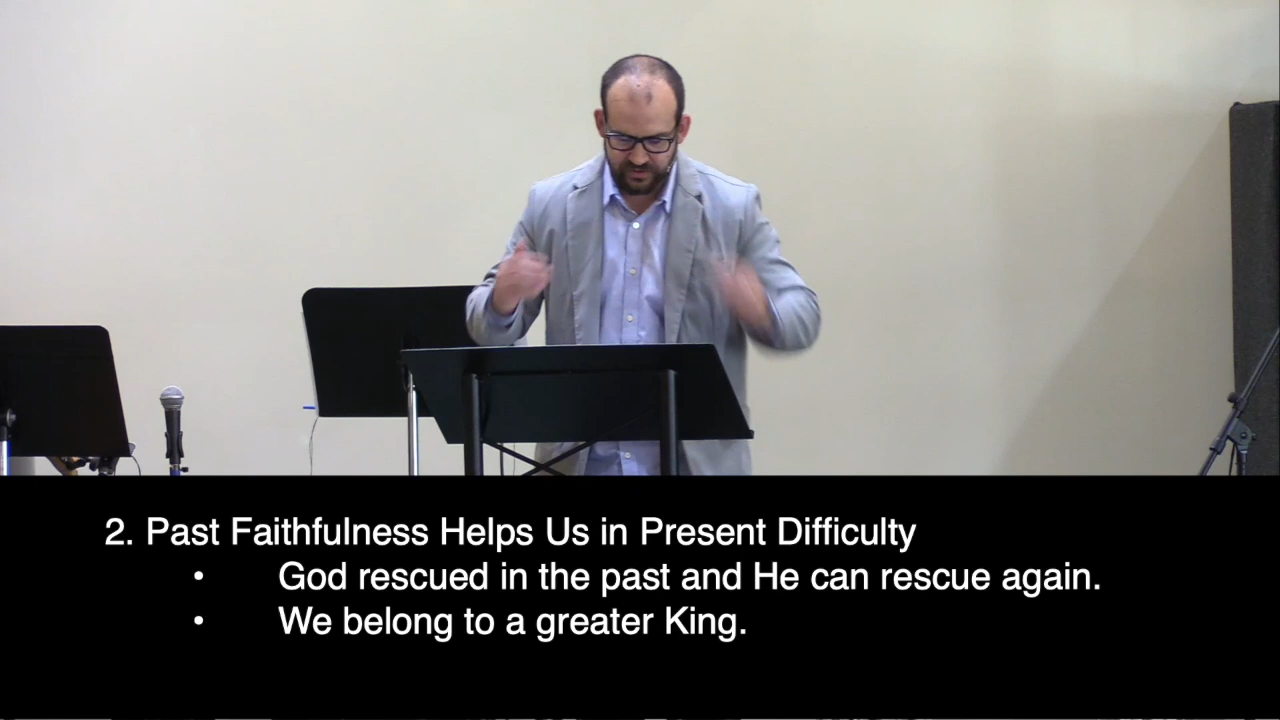 2. Past Faithfulness Helps Us in Present Difficulty
• God rescued in the past and He can rescue again.
• We belong to a greater King.